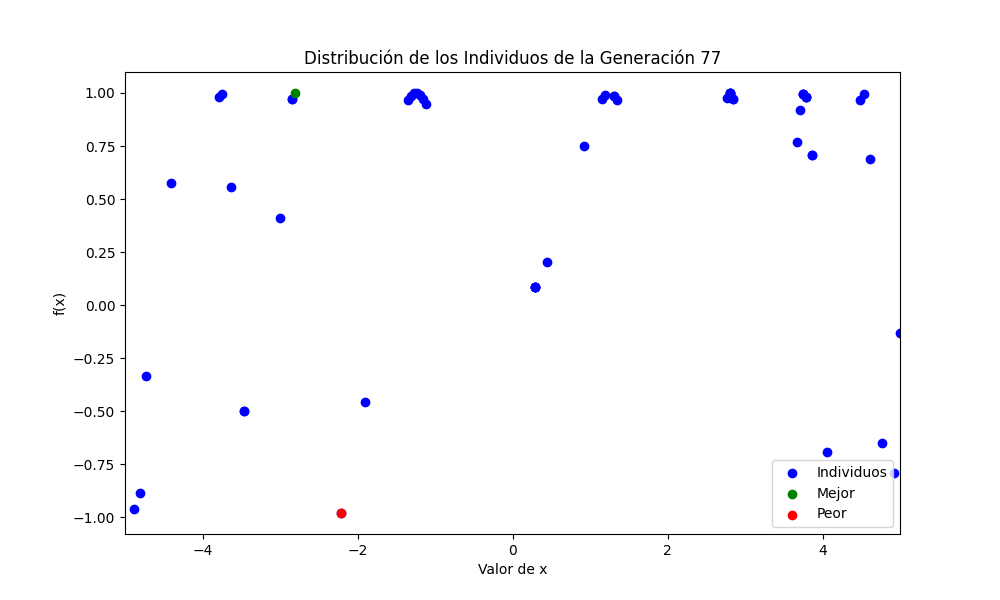 Distribución de los Individuos de la Generación 77
f(x)
1.00
0.75
0.50
0.25
0.00
−0.25
−0.50
−0.75
−1.00
−4
−2
0
2
4
Valor de x
Individuos
Mejor
Peor